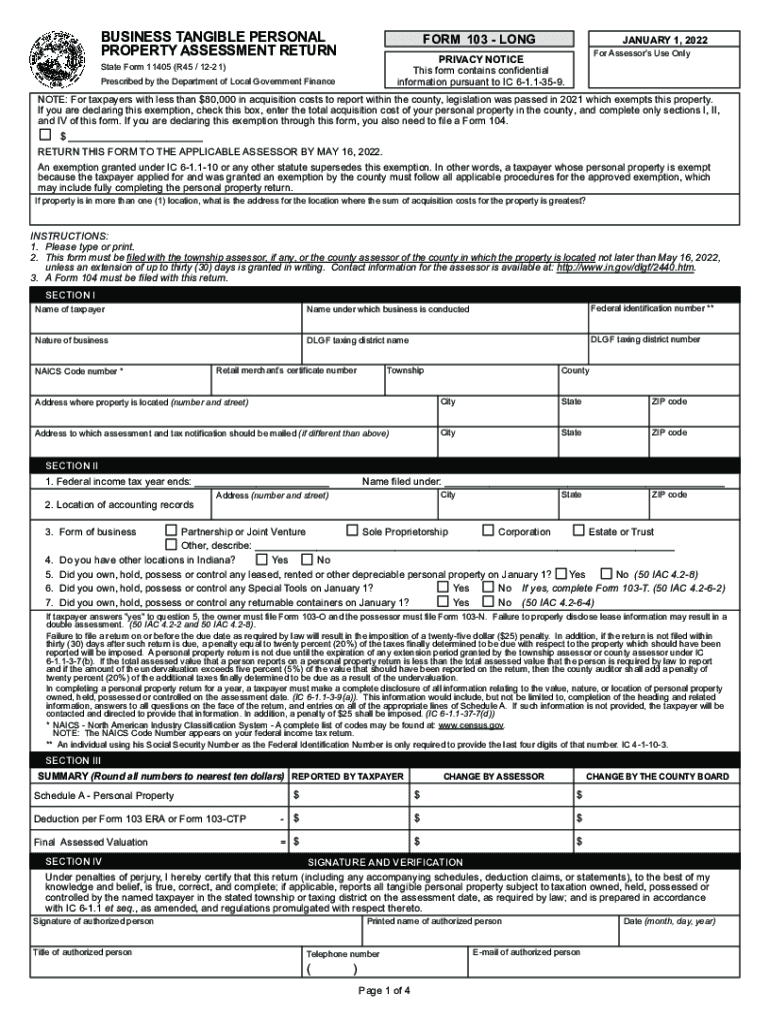 BUSINESS TANGIBLE PERSONAL
PROPERTY ASSESSMENT RETURN
State Form 11405 (R45 / 12-21)
Prescribed by the Department of Local Government Finance
FORM 103 - LONG
PRIVACY NOTICE
This form contains confidential
information pursuant to IC 6-1.1-35-9.
JANUARY 1, 2022
For Assessor's Use Only
NOTE: For taxpayers with less than $80,000 in acquisition costs to report within the county, legislation was passed in 2021 which exempts this property.
If you are declaring this exemption, check this box, enter the total acquisition cost of your personal property in the county, and complete only sections I, II,
and IV of this form. If you are declaring this exemption through this form, you also need to file a Form 104.
☐ $ ________________________
RETURN THIS FORM TO THE APPLICABLE ASSESSOR BY MAY 16, 2022.
An exemption granted under IC 6-1.1-10 or any other statute supersedes this exemption. In other words, a taxpayer whose personal property is exempt
because the taxpayer applied for and was granted an exemption by the county must follow all applicable procedures for the approved exemption, which
may include fully completing the personal property return.
If property is in more than one (1) location, what is the address for the location where the sum of acquisition costs for the property is greatest?
INSTRUCTIONS:
1. Please type or print.
2. This form must be filed with the township assessor, if any, or the county assessor of the county in which the property is located not later than May 16, 2022,
unless an extension of up to thirty (30) days is granted in writing. Contact information for the assessor is available at: http://www.in.gov/dlgf/2440.htm.
3. A Form 104 must be filed with this return.
SECTION I
Name of taxpayer Name under which business is conducted Federal identification number **
Nature of business DLGF taxing district name DLGF taxing district number
NAICS Code number * Retail merchant's certificate number Township County
Address where property is located (number and street) City State ZIP code
Address to which assessment and tax notification should be mailed (if different than above) City State ZIP code
SECTION II
1. Federal income tax year ends: ________________________ Name filed under: ________________________
2. Location of accounting records Address (number and street) City State ZIP code
3. Form of business ☐ Partnership or Joint Venture ☐ Sole Proprietorship ☐ Corporation ☐ Estate or Trust
☐ Other, describe: ________________________
4. Do you have other locations in Indiana? ☐ Yes ☐ No
5. Did you own, hold, possess or control any leased, rented or other depreciable personal property on January 1? ☐ Yes ☐ No (50 IAC 4.2-8)
6. Did you own, hold, possess or control any Special Tools on January 1? ☐ Yes ☐ No If yes, complete Form 103-T. (50 IAC 4.2-6-2)
7. Did you own, hold, possess or control any returnable containers on January 1? ☐ Yes ☐ No (50 IAC 4.2-6-4)
If taxpayer answers "yes" to question 5, the owner must file Form 103-O and the possessor must file Form 103-N. Failure to properly disclose lease information may result in a
double assessment. (50 IAC 4.2-2 and 50 IAC 4.2-8).
Failure to file a return on or before the due date as required by law will result in the imposition of a twenty-five dollar ($25) penalty. In addition, if the return is not filed within
thirty (30) days after such return is due, a penalty equal to twenty percent (20%) of the taxes finally determined to be due with respect to the property which should have been
reported will be imposed. A personal property return is not due until the expiration of any extension period granted by the township assessor or county assessor under IC
6-1.1-3-7(b). If the total assessed value that a person reports on a personal property return is less than the total assessed value that the person is required by law to report
and if the amount of the undervaluation exceeds five percent (5%) of the value that should have been reported on the return, then the county auditor shall add a penalty of
twenty percent (20%) of the additional taxes finally determined to be due as a result of the undervaluation.
In completing a personal property return for a year, a taxpayer must make a complete disclosure of all information relating to the value, nature, or location of personal property
owned, held, possessed or controlled on the assessment date. (IC 6-1.1-3-9(a)). This information would include, but not be limited to, completion of the heading and related
information, answers to all questions on the face of the return, and entries on all of the appropriate lines of Schedule A. If such information is not provided, the taxpayer will be
contacted and directed to provide that information. In addition, a penalty of $25 shall be imposed. (IC 6-1.1-37-7(d))
* NAICS - North American Industry Classification System - A complete list of codes may be found at: www.census.gov.
NOTE: The NAICS Code Number appears on your federal income tax return.
** An individual using his Social Security Number as the Federal Identification Number is only required to provide the last four digits of that number. IC 4-1-10-3.
SECTION III
SUMMARY (Round all numbers to nearest ten dollars) REPORTED BY TAXPAYER CHANGE BY ASSESSOR CHANGE BY THE COUNTY BOARD
Schedule A - Personal Property $ $ $
Deduction per Form 103 ERA or Form 103-CTP - $ $ $
Final Assessed Valuation = $ $ $
SECTION IV SIGNATURE AND VERIFICATION
Under penalties of perjury, I hereby certify that this return (including any accompanying schedules, deduction claims, or statements), to the best of my
knowledge and belief, is true, correct, and complete; if applicable, reports all tangible personal property subject to taxation owned, held, possessed or
controlled by the named taxpayer in the stated township or taxing district on the assessment date, as required by law; and is prepared in accordance
with IC 6-1.1 et seq., as amended, and regulations promulgated with respect thereto.
Signature of authorized person Printed name of authorized person Date (month, day, year)
Title of authorized person Telephone number E-mail of authorized person
( )
Page 1 of 4